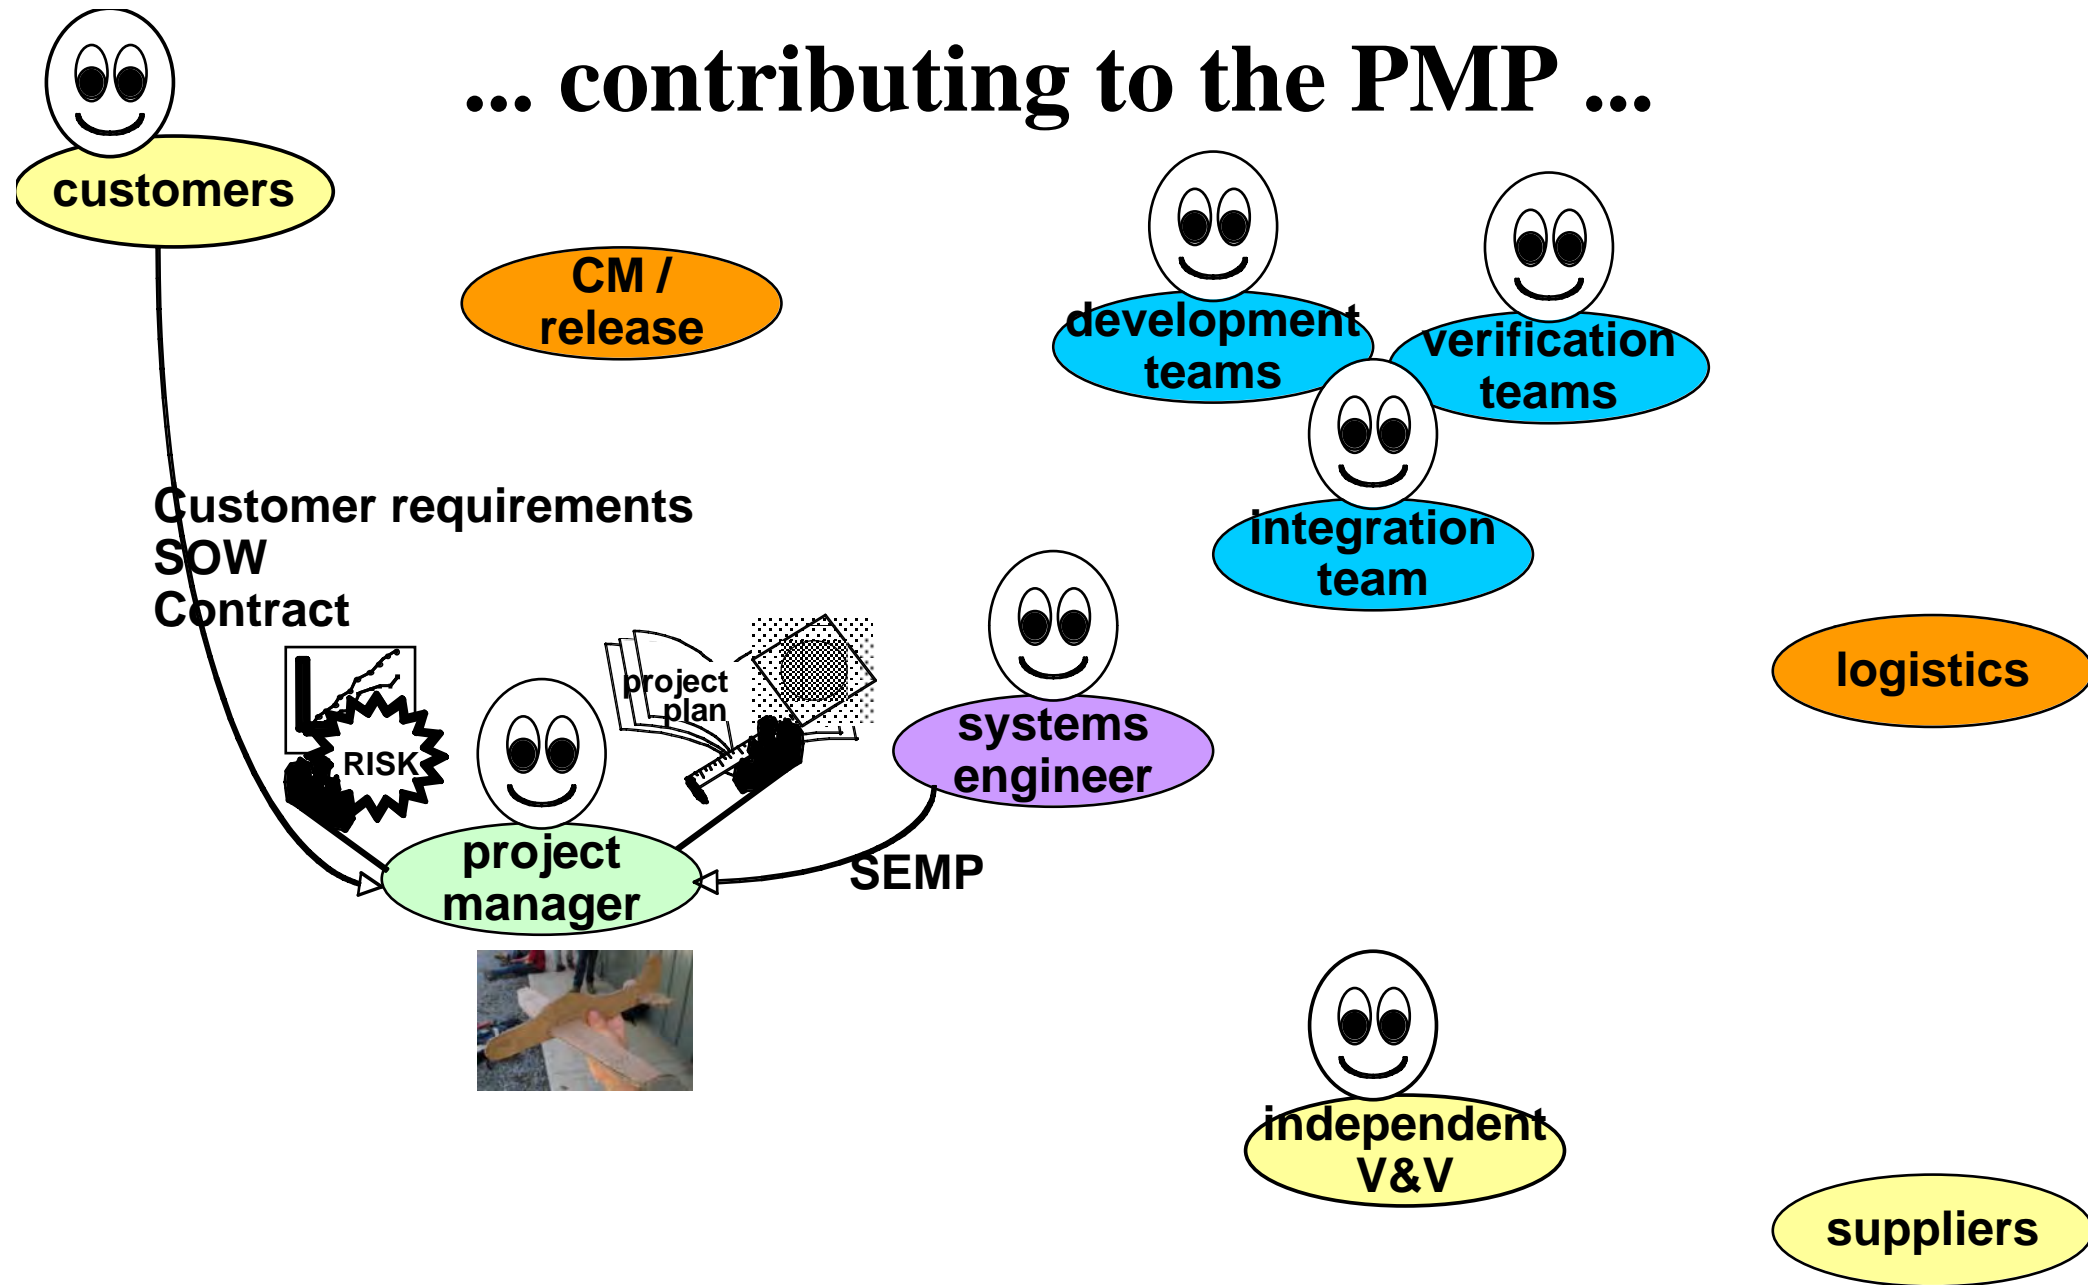 ... contributing to the PMP ...
customers
CM /
release
development
teams
verification
teams
integration
team
Customer requirements
SOW
Contract
RISK
project
plan
systems
engineer
logistics
project
manager
SEMP
independent
V&V
suppliers